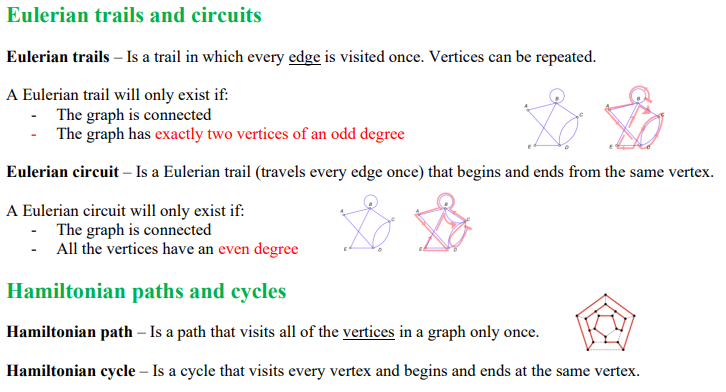 Eulerian trails and circuits
Eulerian trails – Is a trail in which every edge is visited once. Vertices can be repeated.
A Eulerian trail will only exist if:
- The graph is connected
- The graph has exactly two vertices of an odd degree
A
B
C
D
E
A
B
C
D
E
Eulerian circuit – Is a Eulerian trail (travels every edge once) that begins and ends from the same vertex.
A Eulerian circuit will only exist if:
- The graph is connected
- All the vertices have an even degree
A
B
C
D
E
A
B
C
D
E
Hamiltonian paths and cycles
Hamiltonian path – Is a path that visits all of the vertices in a graph only once.
Hamiltonian cycle – Is a cycle that visits every vertex and begins and ends at the same vertex.